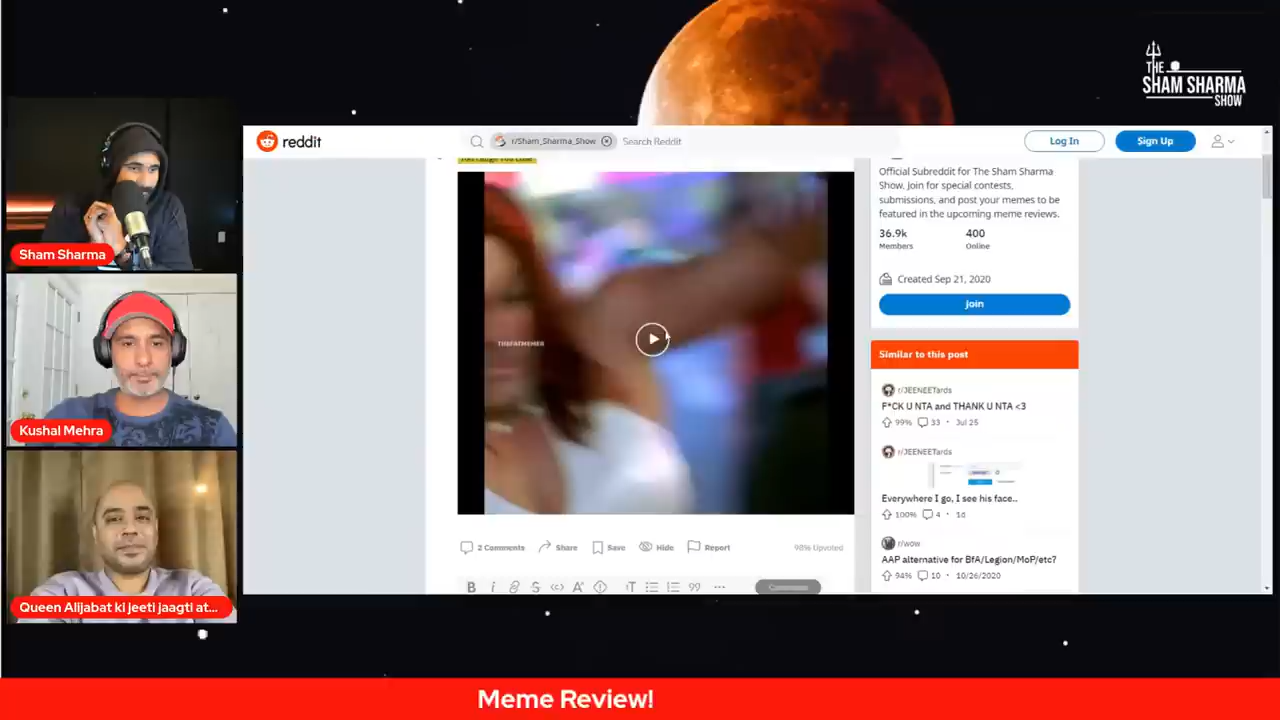 THE
SHAM SHARMA
SHOW
reddit
r/Sham_Sharma_Show
Search Reddit
Log In
Sign Up
Official Subreddit for The Sham Sharma
Show. Join for special contests,
submissions, and post your memes to be
featured in the upcoming meme reviews.
36.9k
400
Members
Online
Created Sep 21, 2020
Join
Similar to this post
r/JEENEETards
F*CK U NTA and THANK U NTA <3
99% 33 · Jul 25
r/JEENEETards
Everywhere I go, I see his face..
100% 4 · 1d
r/wow
AAP alternative for BfA/Legion/MoP/etc?
94% 10 · 10/26/2020
THEFATMEMER
2 Comments
Share
Save
Hide
Report
98% Upvoted
Comment
Sham Sharma
Kushal Mehra
Queen Alijabat ki jeeti jaagti at...
Meme Review!